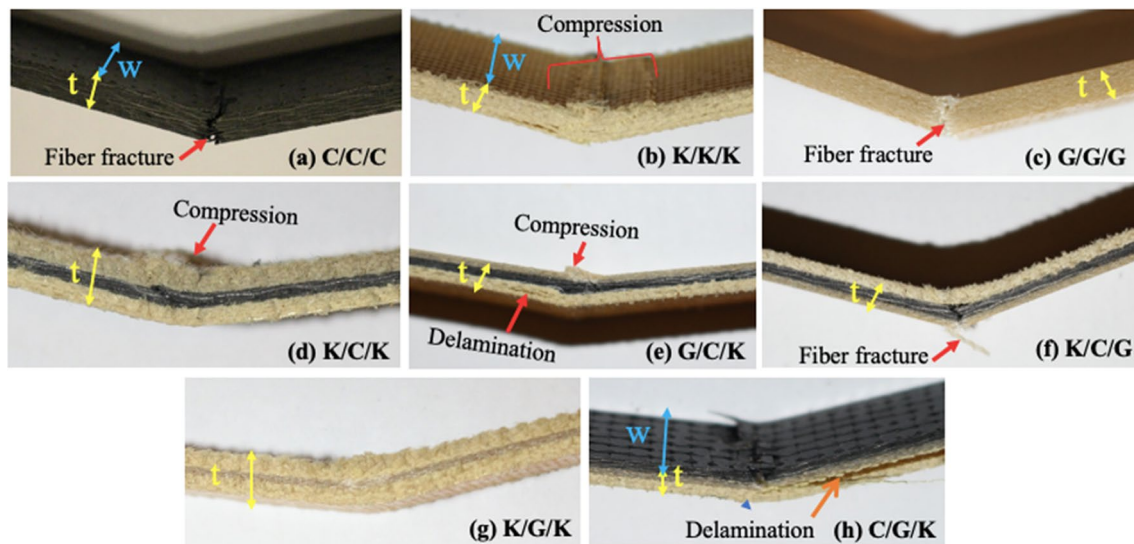 Compression
w
t
Fiber fracture
(a) C/C/C
w
t
(b) K/K/K
t
Fiber fracture
(c) G/G/G
Compression
t
(d) K/C/K
Compression
t
Delamination
(e) G/C/K
t
Fiber fracture
(f) K/C/G
t
(g) K/G/K
w
t
Delamination
(h) C/G/K